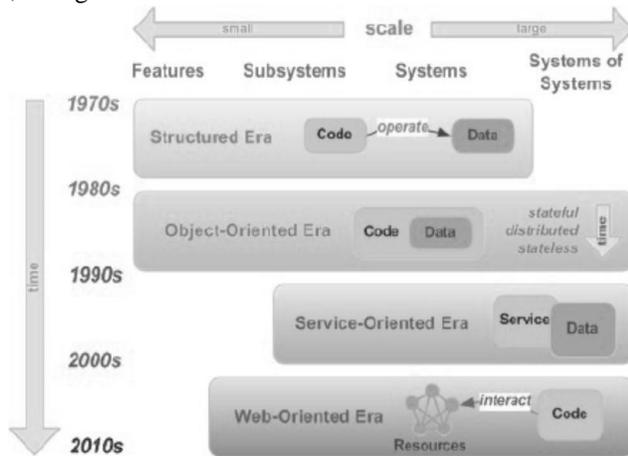 small scale large
Features Subsystems Systems Systems of
Systems
1970s
Structured Era Code operate Data
1980s
Object-Oriented Era Code Data stateful
distributed
stateless
time
1990s
time
Service-Oriented Era Service Data
2000s
Web-Oriented Era interact Code
Resources
2010s